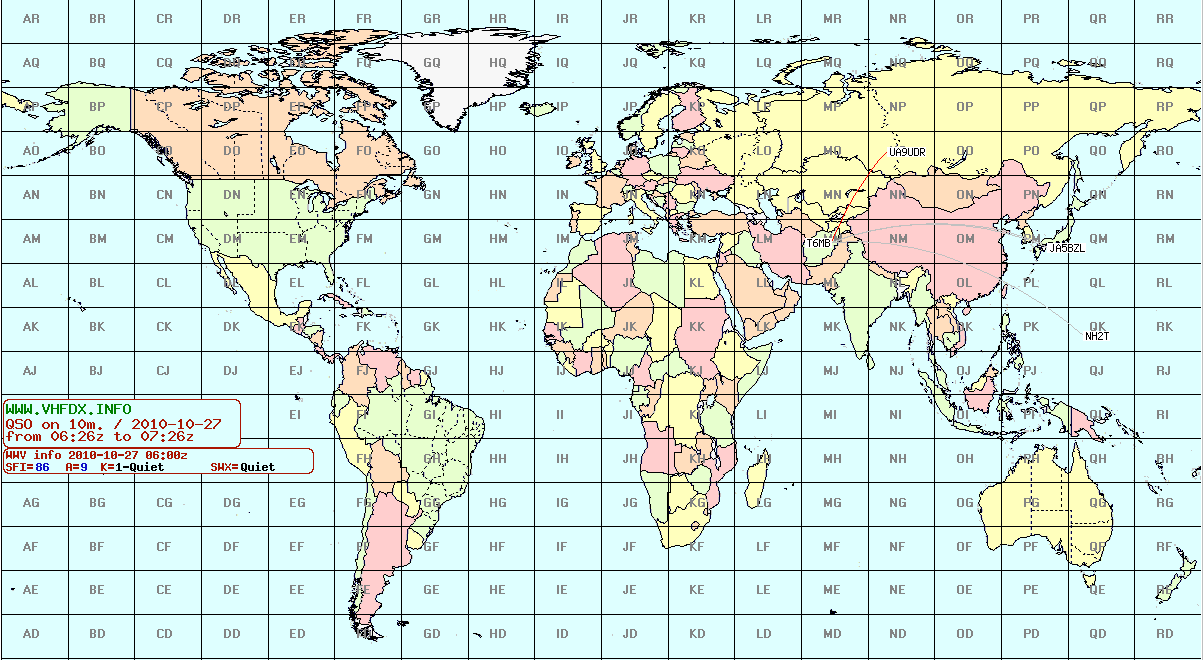 AR BR CR DR ER FR GR HR IR JR KR LR MR NR OR PR QR RR
AQ BQ CQ DQ EQ FQ GQ HQ IQ JQ KQ LQ MQ NQ OQ PQ QQ RQ
AP BP CP DP EP FP GP HP IP JP KP LP MP NP OP PP QP RP
AO BO CO DO EO FO GO HO IO JO KO LO MO UA9UDR OO PO QO RO
AN BN CN DN EN FN GN HN IN JN KN LN MN NN ON PN QN RN
AM BM CM DM EM FM GM HM IM JM KM LM T6MB NM OM PM QM RM
JA5BZL
AL BL CL DL EL FL GL HL IL JL KL LL ML NL OL PL QL RL
AK BK CK DK EK FK GK HK IK JK KK LK MK NK OK PK QK RK
NH2T
AJ BJ CJ DJ EJ FJ GJ HJ IJ JJ KJ LJ MJ NJ OJ PJ QJ RJ
WWW.VHFDX.INFO
QSO on 10m. / 2010-10-27
from 06:26z to 07:26z
EI FI GI HI II JI KI LI MI NI OI PI QI RI
WWV info 2010-10-27 06:00z
SFI=86 A=9 K=1-Quiet SWX=Quiet
FH GH HH IH JH KH LH MH NH OH PH QH RH
AG BG CG DG EG FG GG HG IG JG KG LG MG NG OG PG QG RG
AF BF CF DF EF FF GF HF IF JF KF LF MF NF OF PF QF RF
AE BE CE DE EE FE GE HE IE JE KE LE ME NE OE PE QE RE
AD BD CD DD ED FD GD HD ID JD KD LD MD ND OD PD QD RD